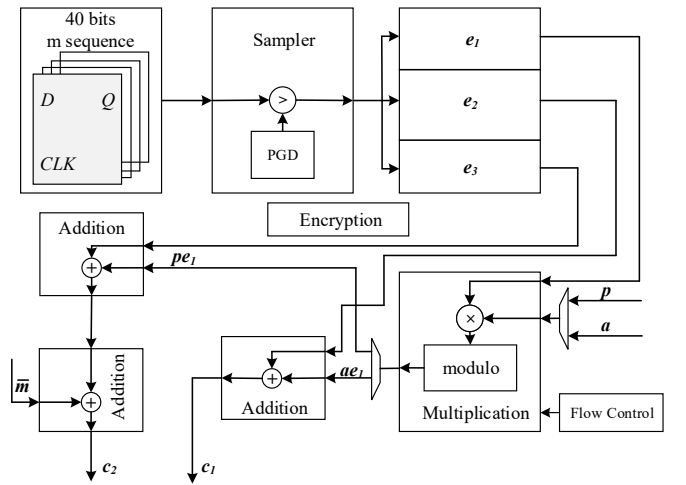 40 bits
m sequence
D Q
CLK
Sampler
>
PGD
e₁
e₂
e₃
Encryption
Addition
+
pe₁
p
×
a
modulo
Multiplication
Flow Control
+
ae₁
Addition
m̅
+
Addition
c₂
c₁